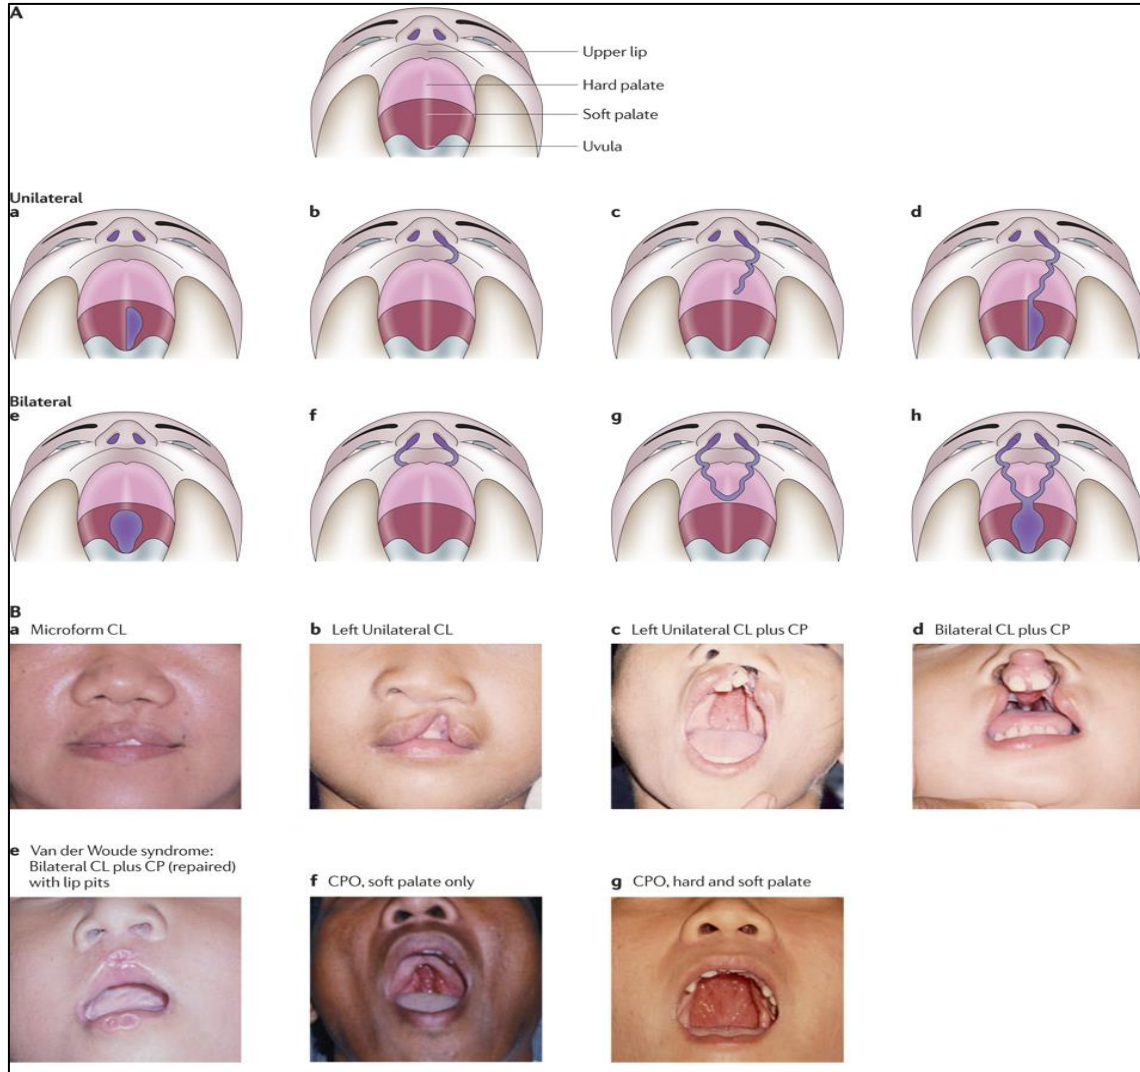 A
Upper lip
Hard palate
Soft palate
Uvula
Unilateral
a
b
c
d
Bilateral
e
f
g
h
B
a Microform CL
b Left Unilateral CL
c Left Unilateral CL plus CP
d Bilateral CL plus CP
e Van der Woude syndrome:
Bilateral CL plus CP (repaired)
with lip pits
f CPO, soft palate only
g CPO, hard and soft palate